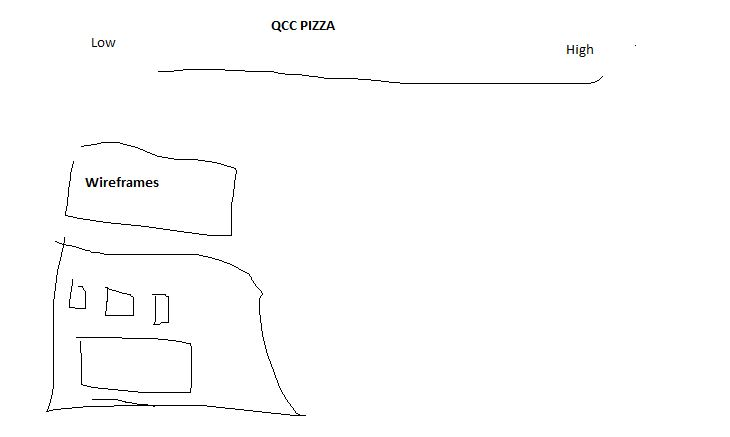 QCC PIZZA
Low
High
Wireframes